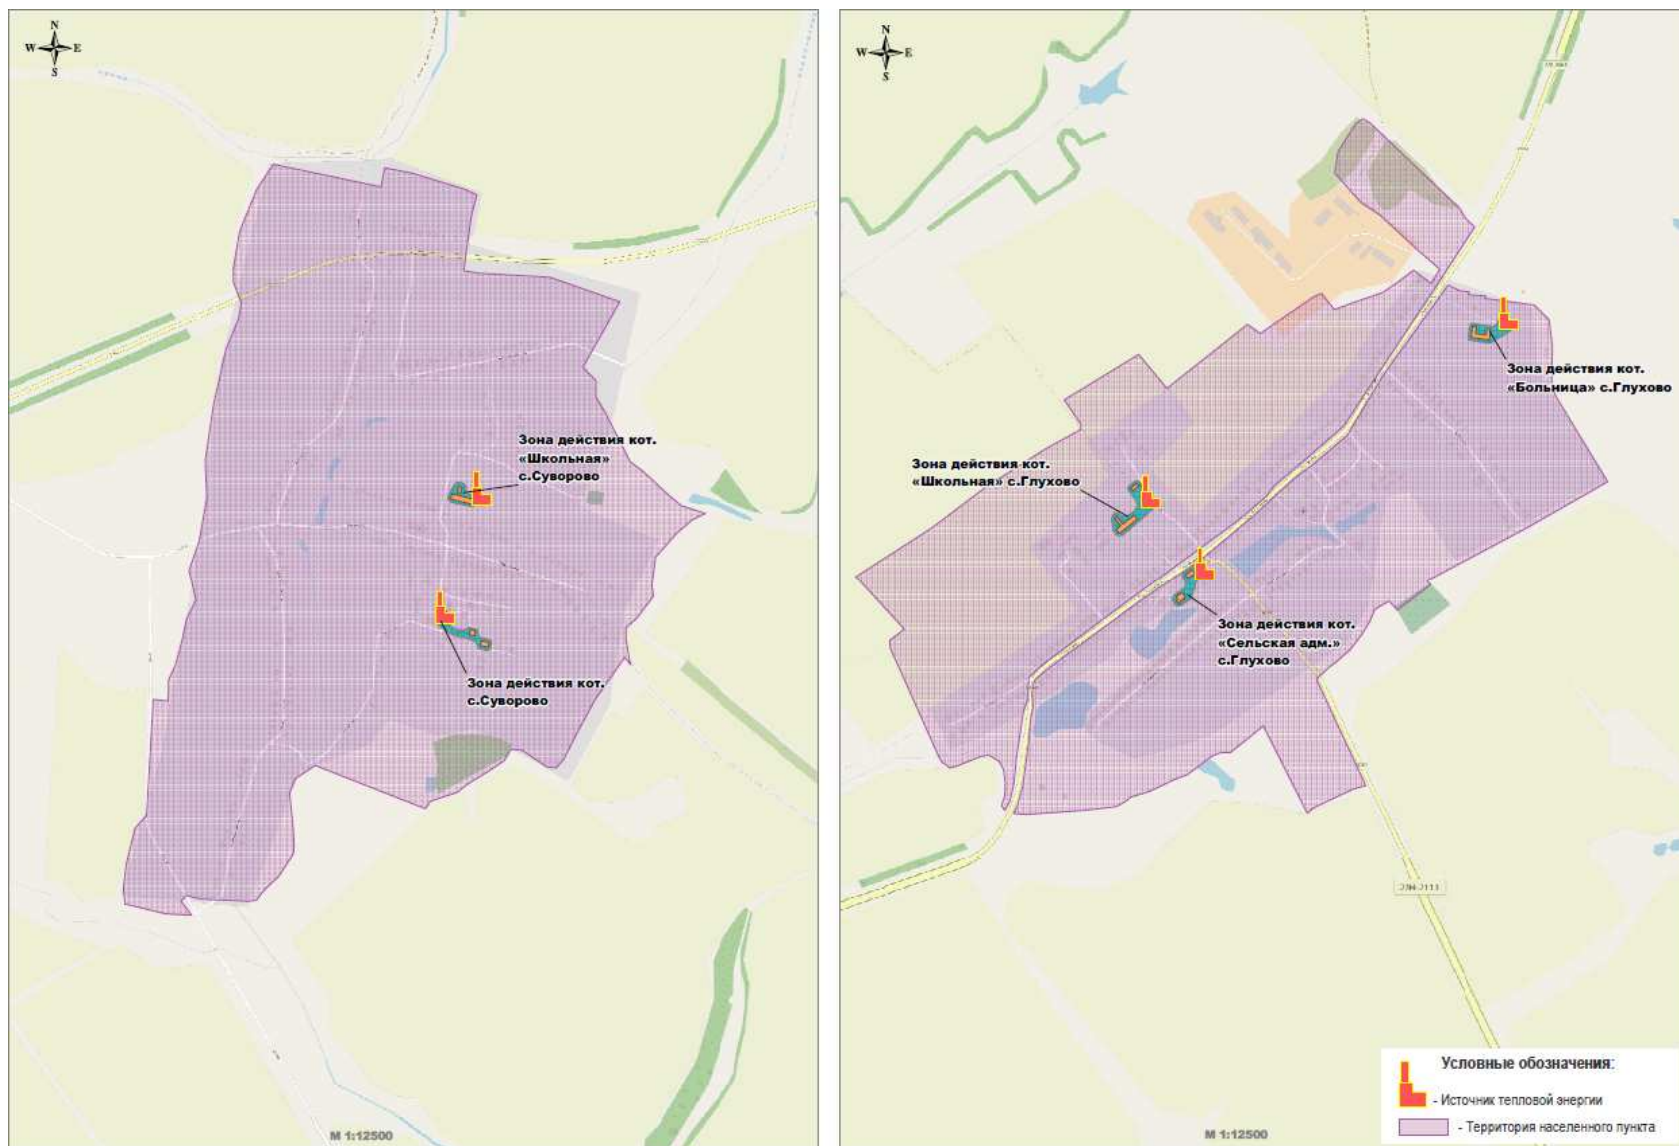 N
W E
S
Зона действия кот.
«Школьная»
с.Суворово
Зона действия кот.
с.Суворово
М 1:12500
N
W E
S
Зона действия кот.
«Больница» с.Глухово
Зона действия кот.
«Школьная» с.Глухово
Зона действия кот.
«Сельская адм.»
с.Глухово
М 1:12500
Условные обозначения:
- Источник тепловой энергии
- Территория населенного пункта